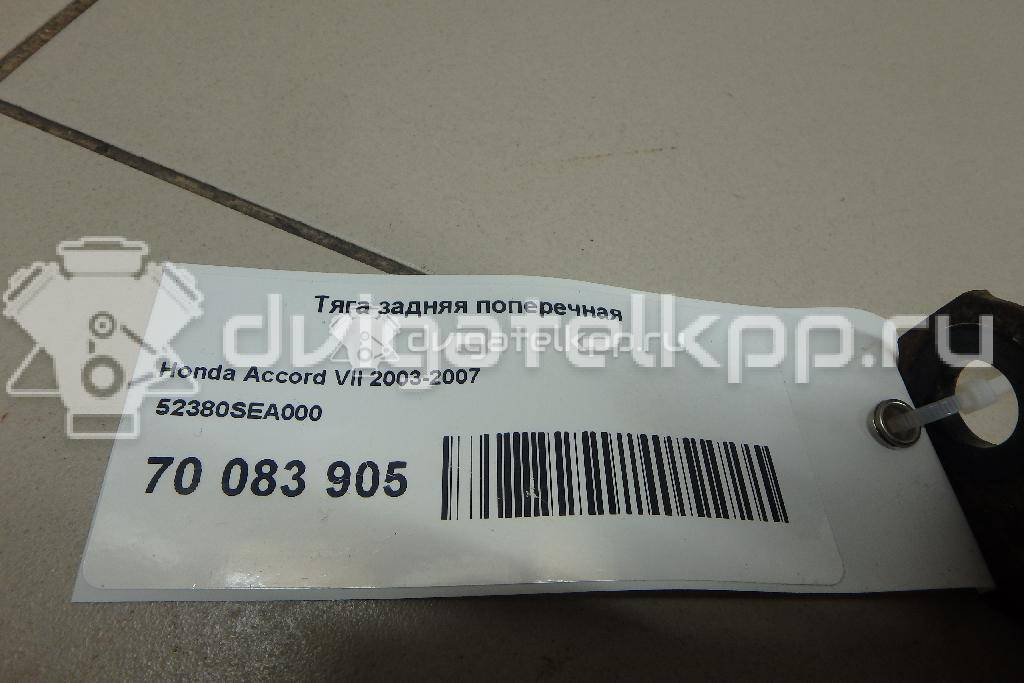 Тяга задняя поперечная
dvigatelkpp.ru
dvigatelkpp.ru
Honda Accord VII 2003-2007
52380SEA000
70 083 905